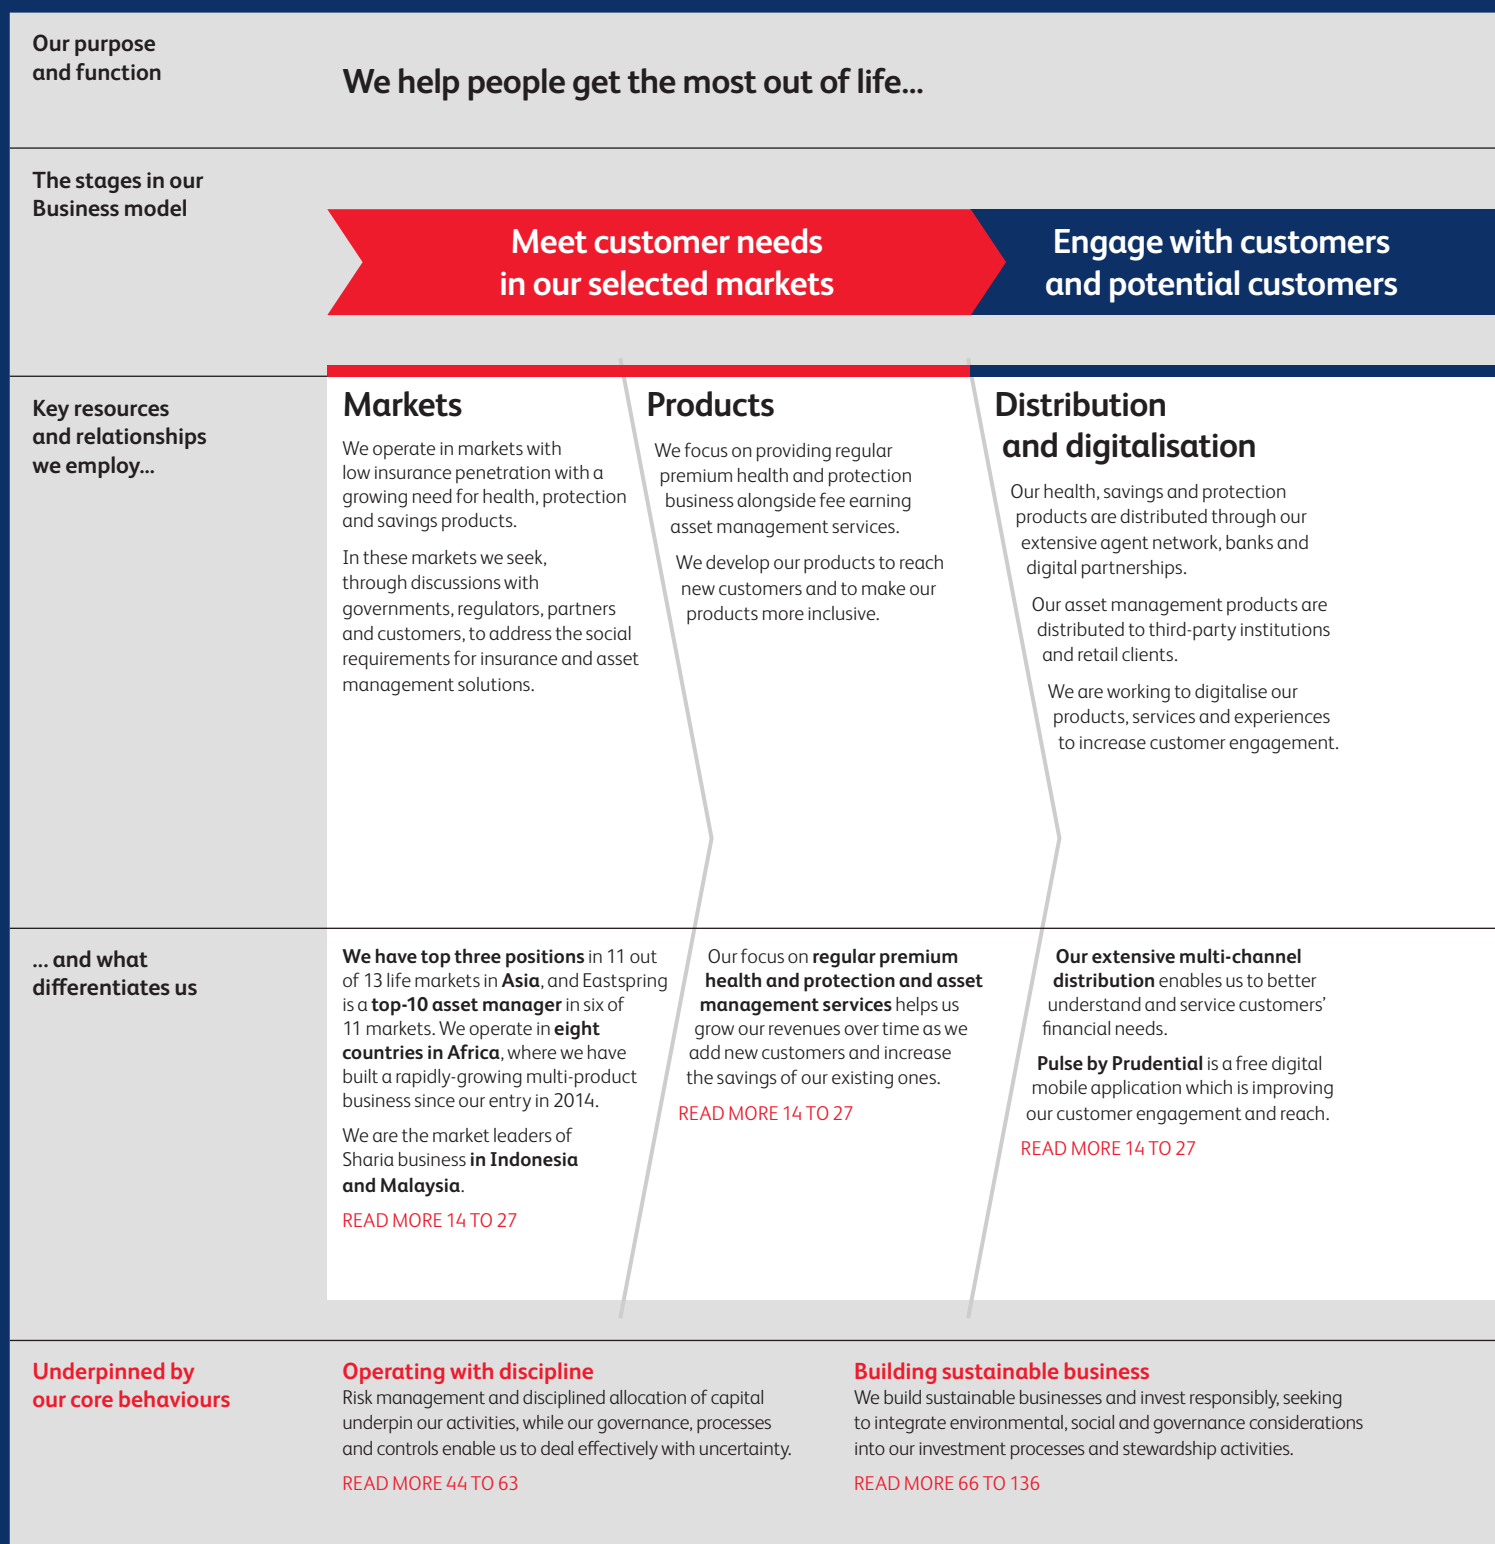 Our purpose
and function
We help people get the most out of life...
The stages in our
Business model
Meet customer needs
in our selected markets
Engage with customers
and potential customers
Key resources
and relationships
we employ...
Markets
We operate in markets with
low insurance penetration with a
growing need for health, protection
and savings products.
In these markets we seek,
through discussions with
governments, regulators, partners
and customers, to address the social
requirements for insurance and asset
management solutions.
Products
We focus on providing regular
premium health and protection
business alongside fee earning
asset management services.
We develop our products to reach
new customers and to make our
products more inclusive.
Distribution
and digitalisation
Our health, savings and protection
products are distributed through our
extensive agent network, banks and
digital partnerships.
Our asset management products are
distributed to third-party institutions
and retail clients.
We are working to digitalise our
products, services and experiences
to increase customer engagement.
... and what
differentiates us
We have top three positions in 11 out
of 13 life markets in Asia, and Eastspring
is a top-10 asset manager in six of
11 markets. We operate in eight
countries in Africa, where we have
built a rapidly-growing multi-product
business since our entry in 2014.
We are the market leaders of
Sharia business in Indonesia
and Malaysia.
READ MORE 14 TO 27
Our focus on regular premium
health and protection and asset
management services helps us
grow our revenues over time as we
add new customers and increase
the savings of our existing ones.
READ MORE 14 TO 27
Our extensive multi-channel
distribution enables us to better
understand and service customers’
financial needs.
Pulse by Prudential is a free digital
mobile application which is improving
our customer engagement and reach.
READ MORE 14 TO 27
Underpinned by
our core behaviours
Operating with discipline
Risk management and disciplined allocation of capital
underpin our activities, while our governance, processes
and controls enable us to deal effectively with uncertainty.
READ MORE 44 TO 63
Building sustainable business
We build sustainable businesses and invest responsibly, seeking
to integrate environmental, social and governance considerations
into our investment processes and stewardship activities.
READ MORE 66 TO 136